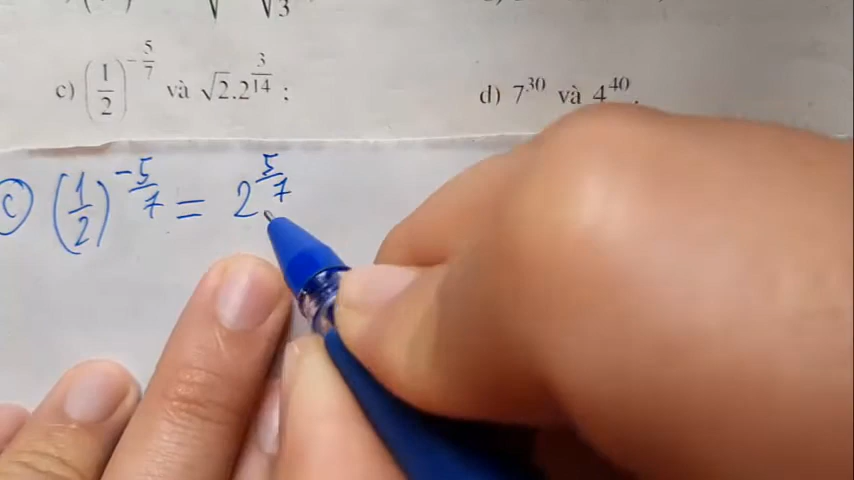 √ √3
c) (1/2)^(-5/7) và √2.2^(3/14) ;
d) 7^30 và 4^40 .
c (1/2)^(-5/7) = 2^(5/7)